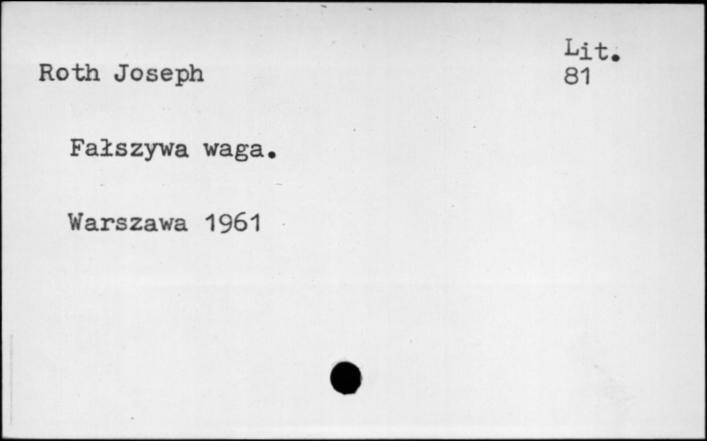 Lit.
Roth Joseph 81
Fałszywa waga.
Warszawa 1961